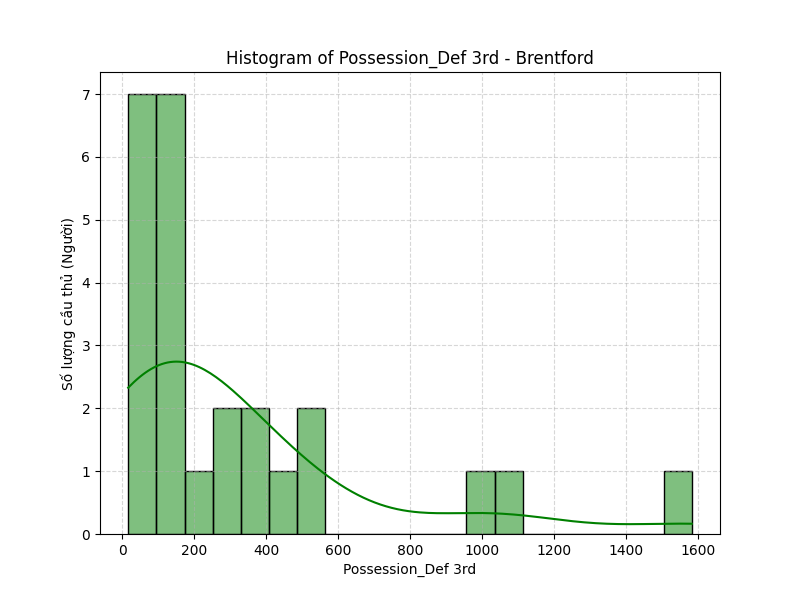 Histogram of Possession_Def 3rd - Brentford
Số lượng cầu thủ (Người)
7
6
5
4
3
2
1
0
0 200 400 600 800 1000 1200 1400 1600
Possession_Def 3rd